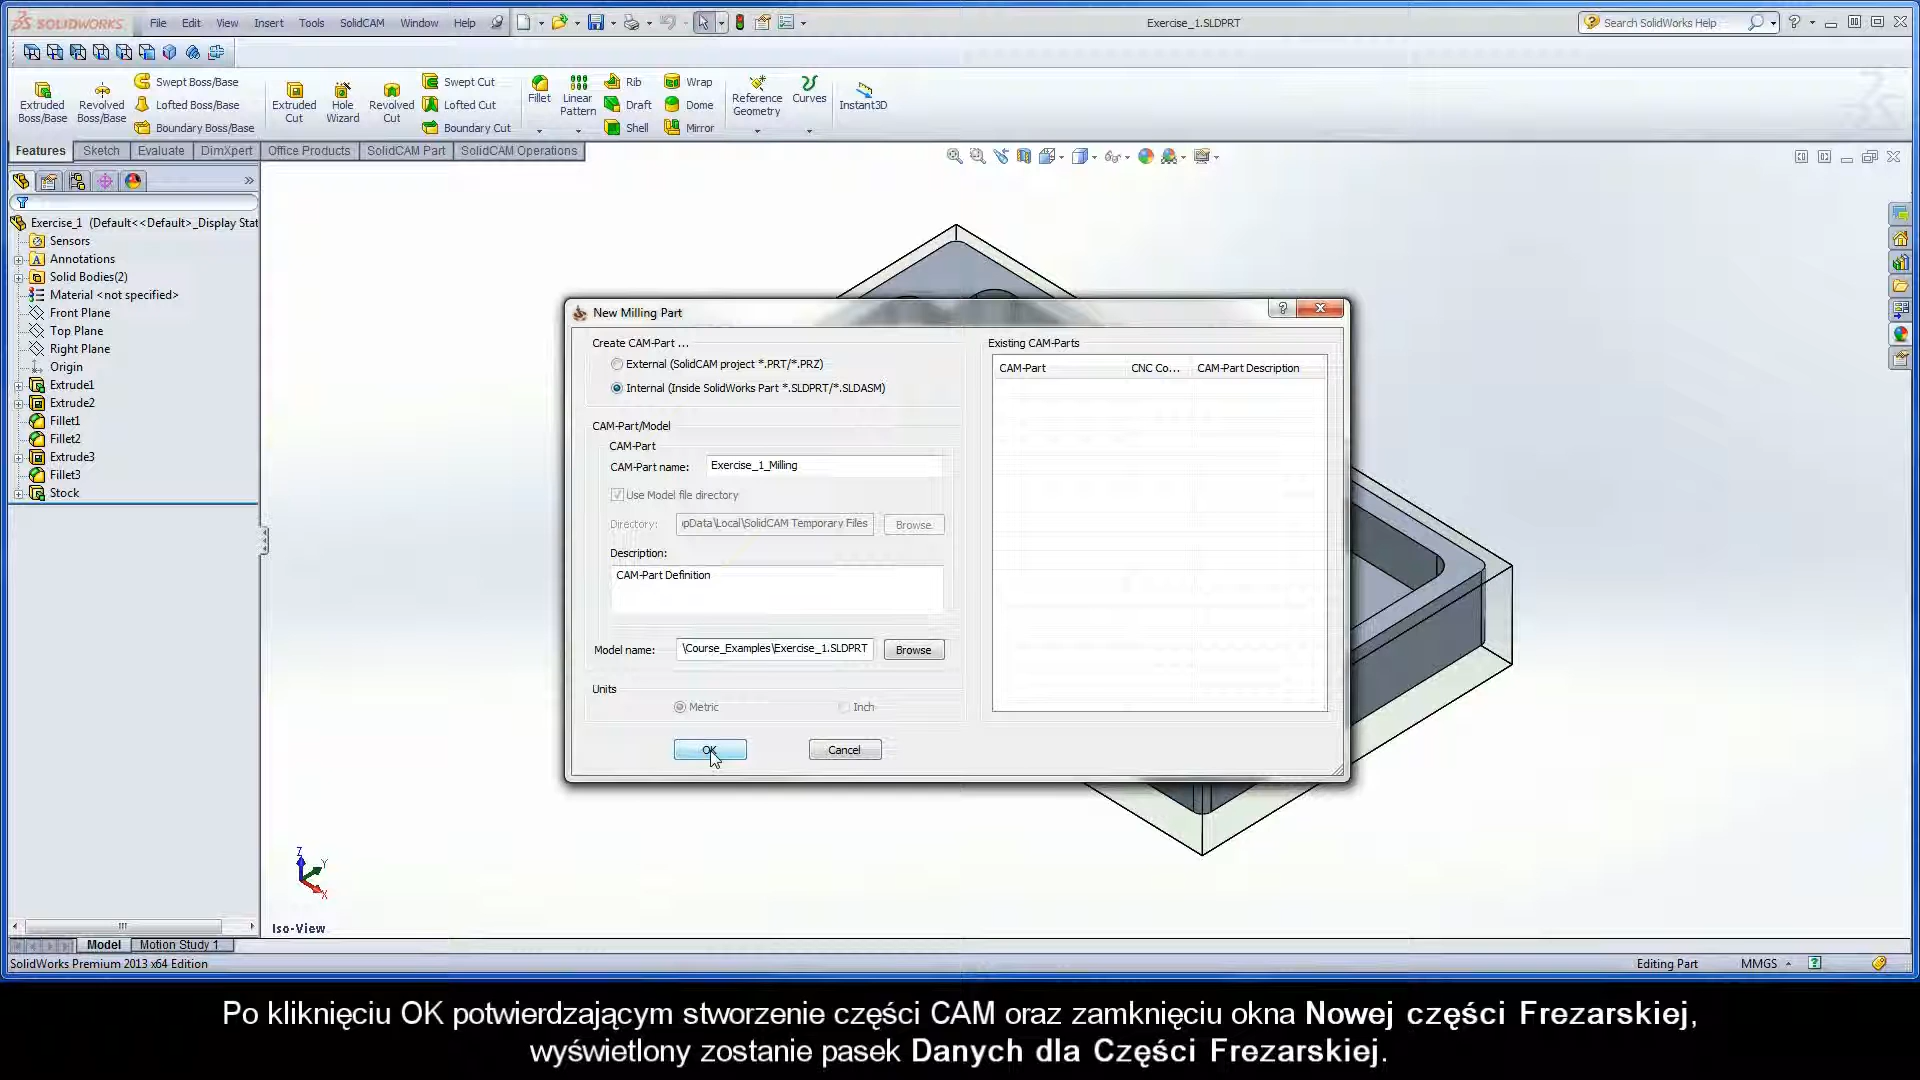 SOLIDWORKS File Edit View Insert Tools SolidCAM Window Help Exercise_1.SLDPRT Search SolidWorks Help
Extruded Boss/Base
Revolved Boss/Base
Swept Boss/Base
Lofted Boss/Base
Boundary Boss/Base
Extruded Cut
Hole Wizard
Revolved Cut
Swept Cut
Lofted Cut
Boundary Cut
Fillet
Linear Pattern
Rib
Draft
Shell
Wrap
Dome
Mirror
Reference Geometry
Curves
Instant3D
Features Sketch Evaluate DimXpert Office Products SolidCAM Part SolidCAM Operations
Exercise_1 (Default<<Default>_Display Stat
Sensors
Annotations
Solid Bodies(2)
Material <not specified>
Front Plane
Top Plane
Right Plane
Origin
Extrude1
Extrude2
Fillet1
Fillet2
Extrude3
Fillet3
Stock
New Milling Part
Create CAM-Part ...
External (SolidCAM project *.PRT/*.PRZ)
Internal (Inside SolidWorks Part *.SLDPRT/*.SLDASM)
CAM-Part/Model
CAM-Part
CAM-Part name: Exercise_1_Milling
Use Model file directory
Directory: pData\Local\SolidCAM Temporary Files Browse
Description:
CAM-Part Definition
Model name: \Course_Examples\Exercise_1.SLDPRT Browse
Units
Metric Inch
OK Cancel
Existing CAM-Parts
CAM-Part CNC Co... CAM-Part Description
Z
Y
X
Iso-View
Model Motion Study 1
SolidWorks Premium 2013 x64 Edition Editing Part MMGS
Po kliknięciu OK potwierdzającym stworzenie części CAM oraz zamknięciu okna Nowej części Frezarskiej,
wyświetlony zostanie pasek Danych dla Części Frezarskiej.